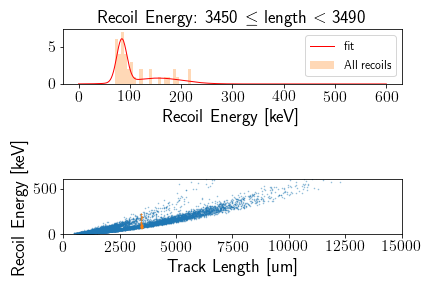 Recoil Energy: 3450 ≤ length < 3490
5
0
fit
All recoils
0 100 200 300 400 500 600
Recoil Energy [keV]
Recoil Energy [keV]
500
0
0 2500 5000 7500 10000 12500 15000
Track Length [um]